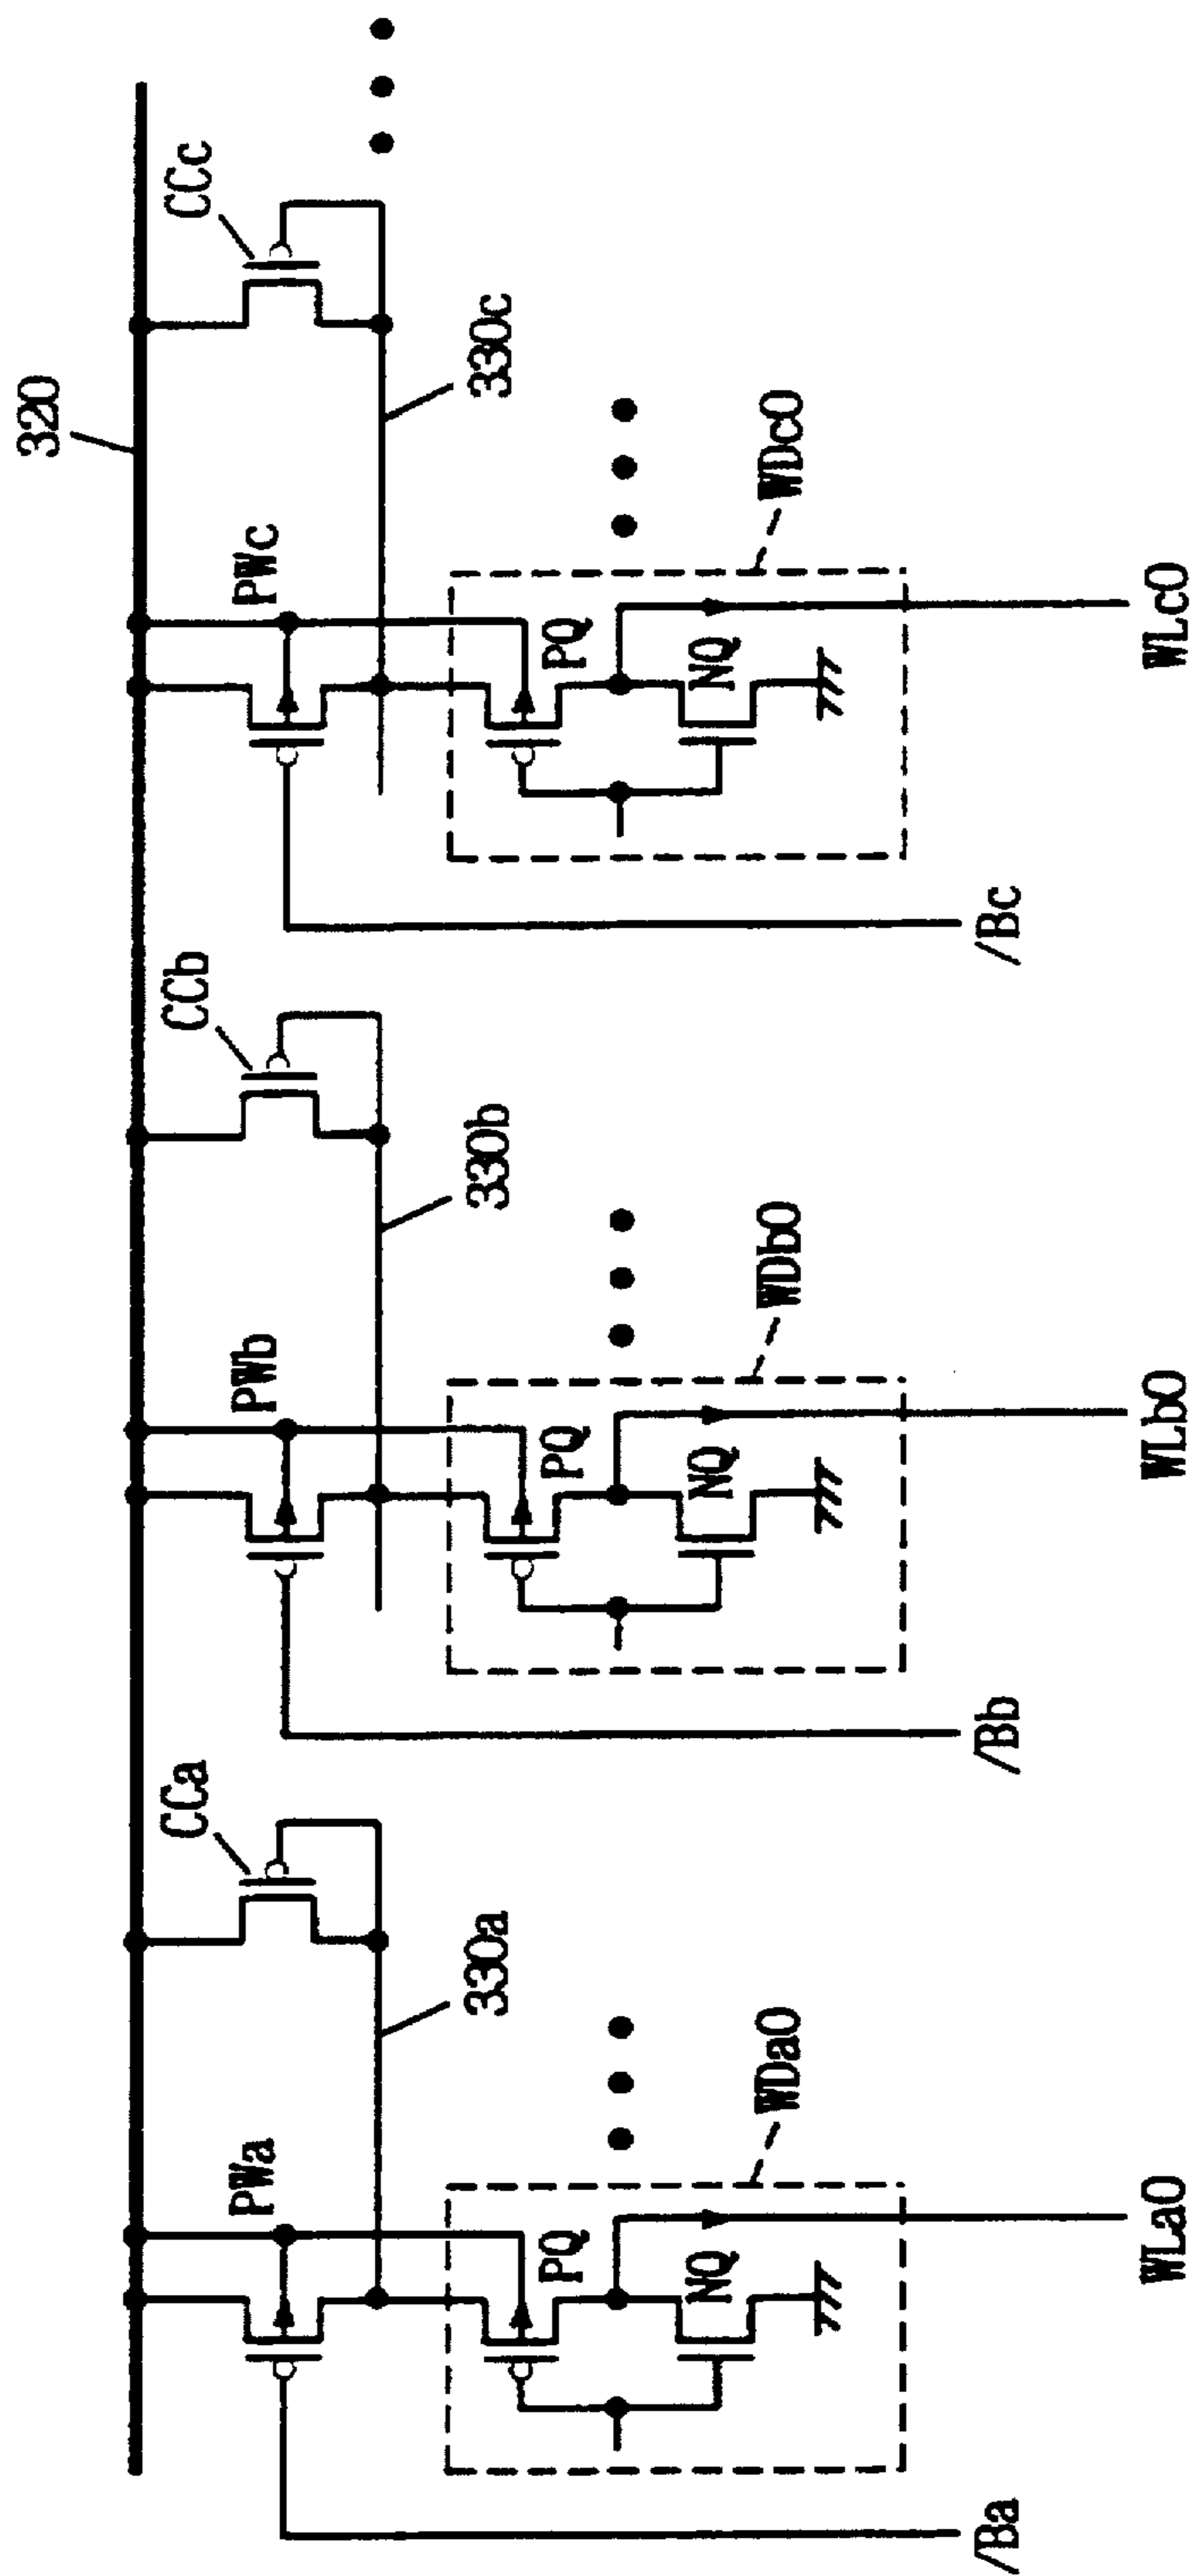 320
CCa
CCb
CCc
PWa
PWb
PWc
330a
330b
330c
PQ
PQ
PQ
NQ
NQ
NQ
WDa0
WDb0
WDc0
/Ba
/Bb
/Bc
WLa0
WLb0
WLc0